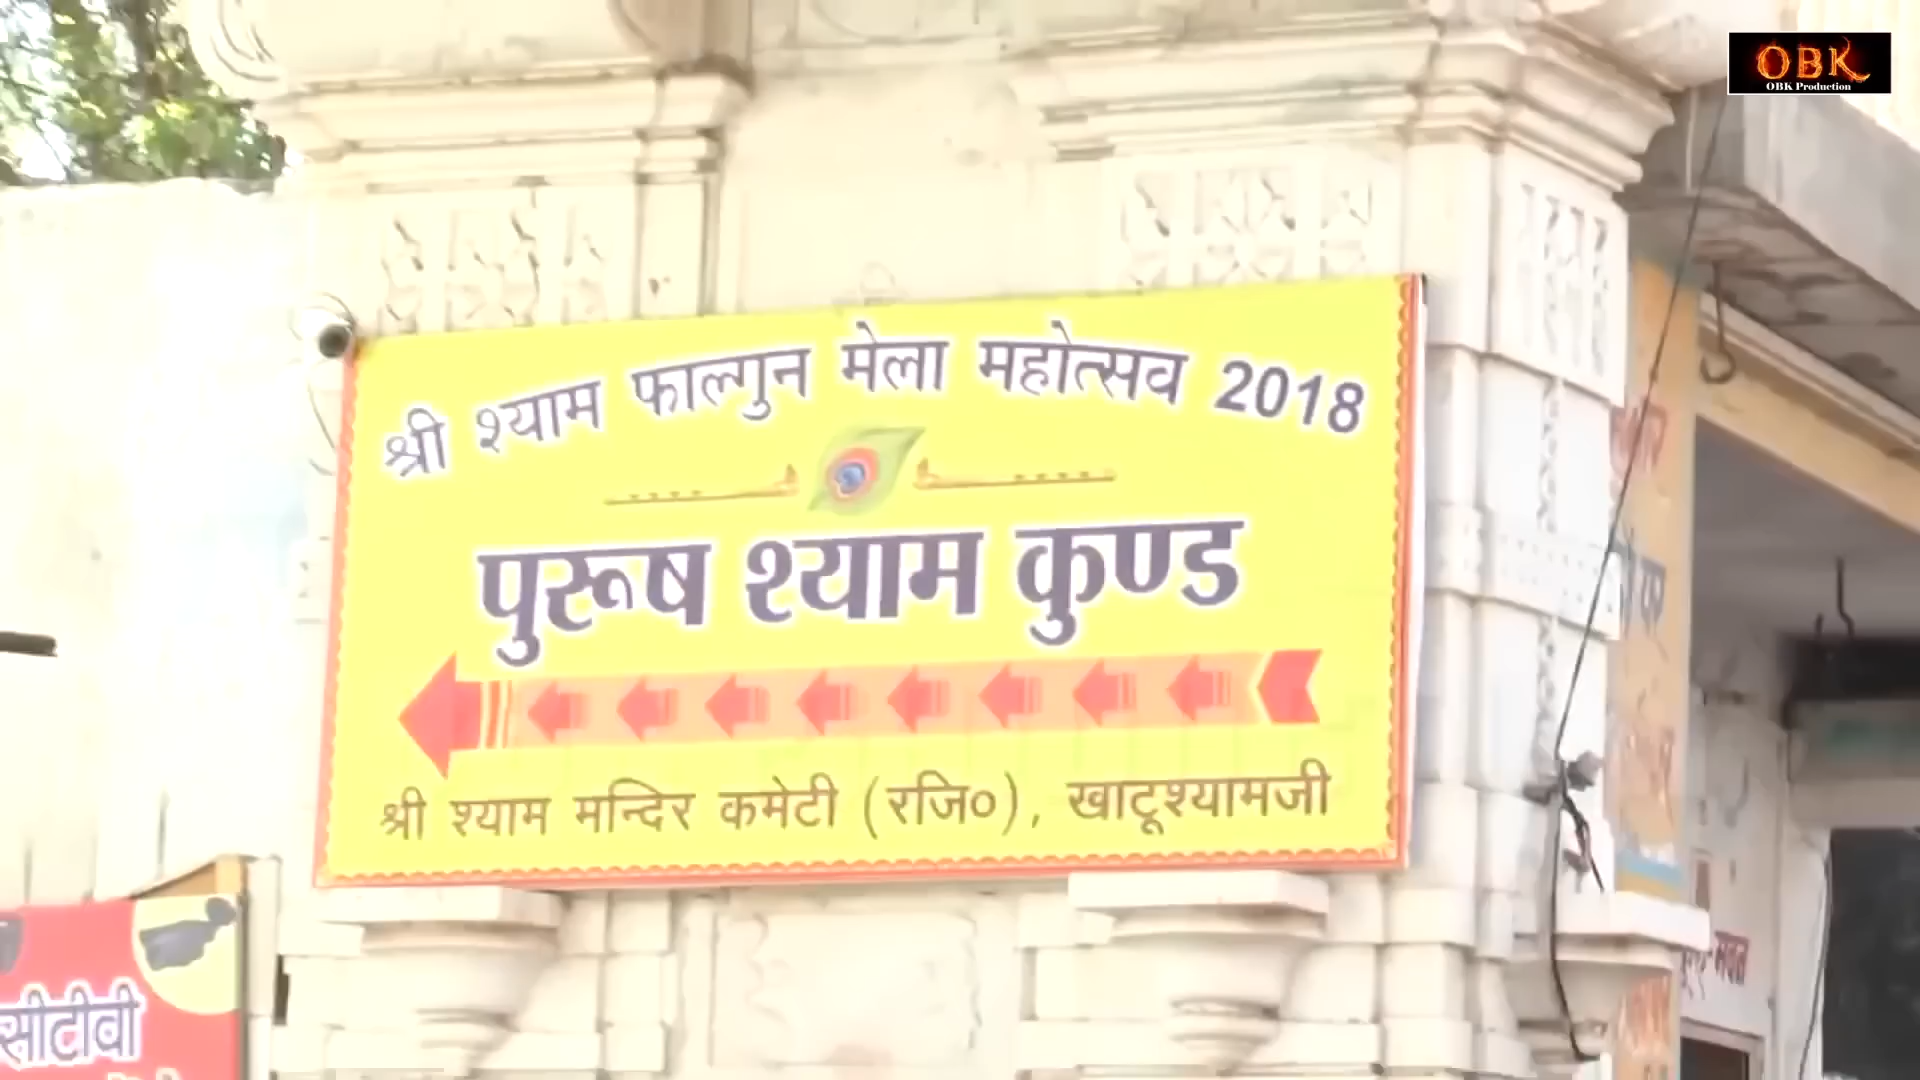 OBK
OBK Production
श्री श्याम फाल्गुन मेला महोत्सव 2018
पुरूष श्याम कुण्ड
श्री श्याम मन्दिर कमेटी (रजि०), खाटूश्यामजी
सीटीवी